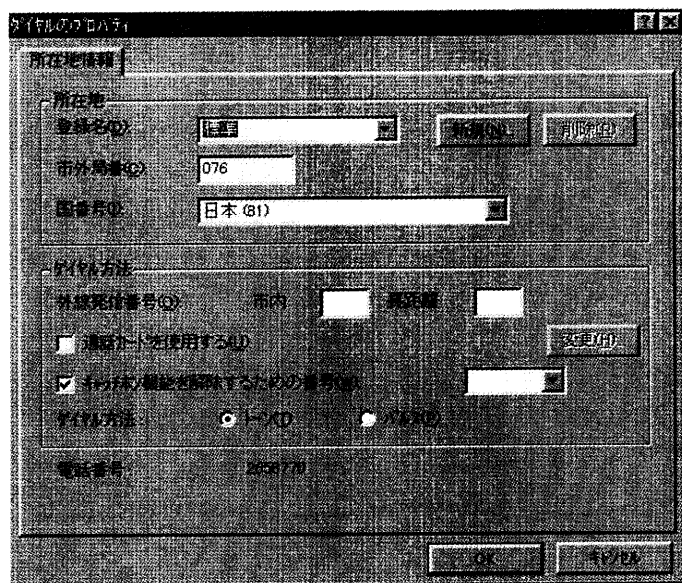 ダイヤルのプロパティ
所在地情報
所在地
登録名(D):
新規(N)... 削除(R)
市外局番(C): 076
国番号(I): 日本 (81)
ダイヤル方法
外線発信番号(O): 市内 長距離
通話カードを使用する(U) 変更(H)
キャッチホン機能を解除するための番号(W):
ダイヤル方法: トーン(T) パルス(P)
電話番号: 2658770
OK キャンセル